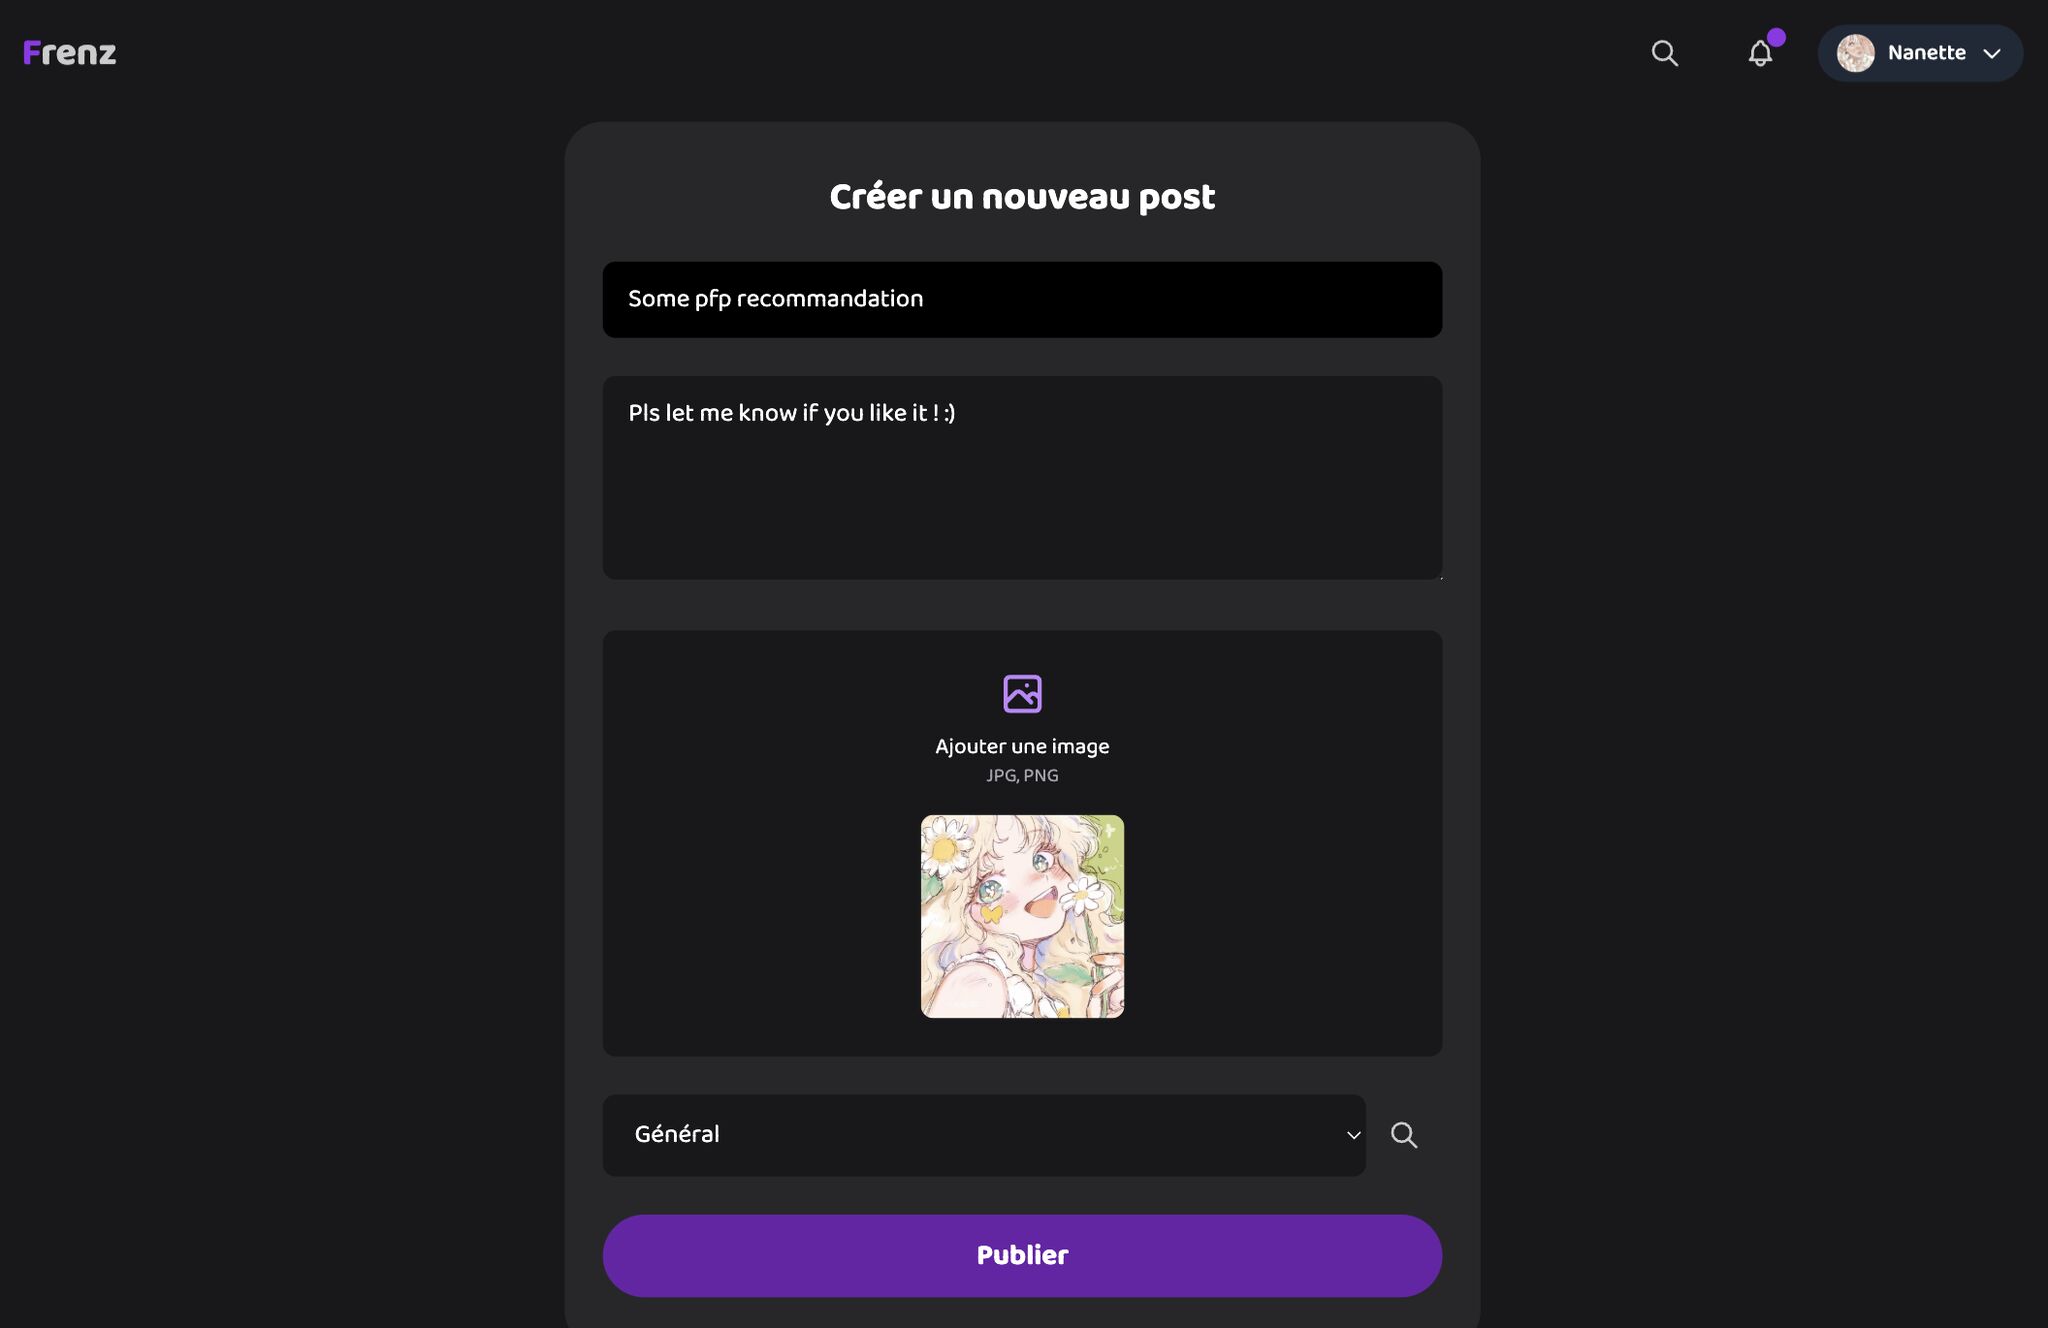 Frenz
Nanette
Créer un nouveau post
Some pfp recommandation
Pls let me know if you like it ! :)
Ajouter une image
JPG, PNG
Général
Publier